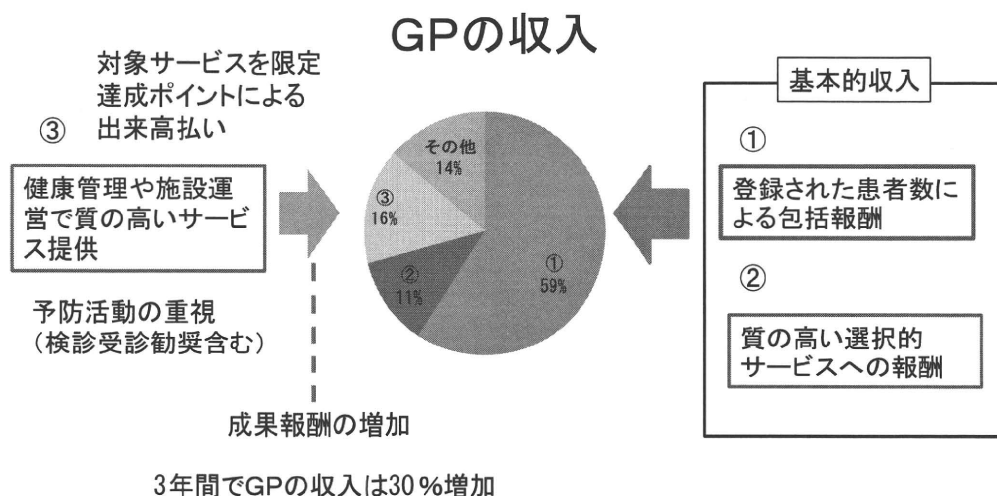 GPの収入
対象サービスを限定
達成ポイントによる
③ 出来高払い
健康管理や施設運
営で質の高いサービ
ス提供
予防活動の重視
（検診受診勧奨含む）
成果報酬の増加
3年間でGPの収入は30％増加
その他
14%
③
16%
②
11%
①
59%
基本的収入
①
登録された患者数に
よる包括報酬
②
質の高い選択的
サービスへの報酬